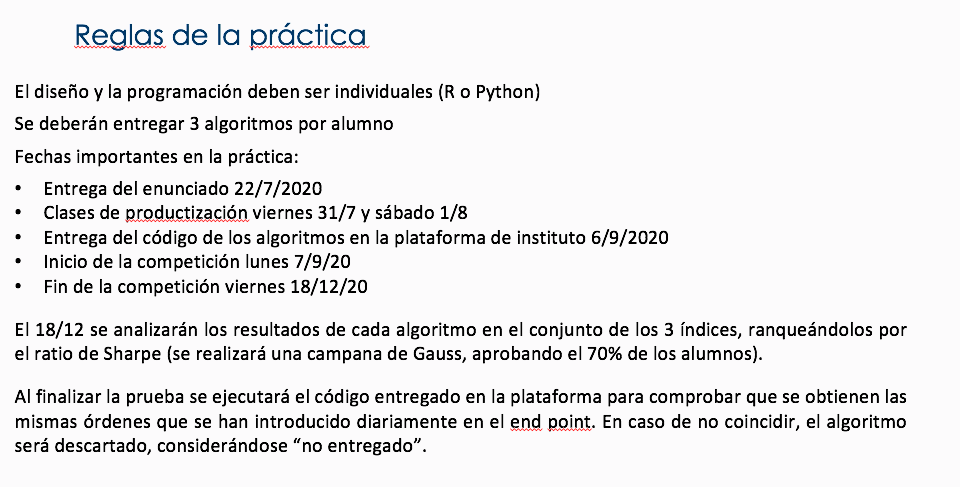 Reglas de la práctica
El diseño y la programación deben ser individuales (R o Python)
Se deberán entregar 3 algoritmos por alumno
Fechas importantes en la práctica:
• Entrega del enunciado 22/7/2020
• Clases de productización viernes 31/7 y sábado 1/8
• Entrega del código de los algoritmos en la plataforma de instituto 6/9/2020
• Inicio de la competición lunes 7/9/20
• Fin de la competición viernes 18/12/20
El 18/12 se analizarán los resultados de cada algoritmo en el conjunto de los 3 índices, ranqueándolos por
el ratio de Sharpe (se realizará una campana de Gauss, aprobando el 70% de los alumnos).
Al finalizar la prueba se ejecutará el código entregado en la plataforma para comprobar que se obtienen las
mismas órdenes que se han introducido diariamente en el end point. En caso de no coincidir, el algoritmo
será descartado, considerándose “no entregado”.